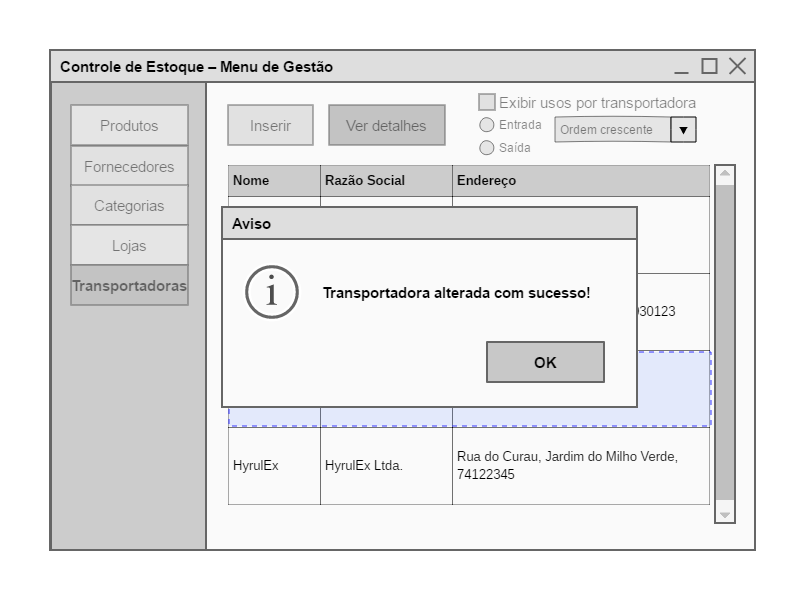 Controle de Estoque – Menu de Gestão
Produtos
Fornecedores
Categorias
Lojas
Transportadoras
Inserir
Ver detalhes
Exibir usos por transportadora
Entrada
Saída
Ordem crescente
Nome
Razão Social
Endereço
Aviso
Transportadora alterada com sucesso!
OK
HyrulEx
HyrulEx Ltda.
Rua do Curau, Jardim do Milho Verde,
74122345